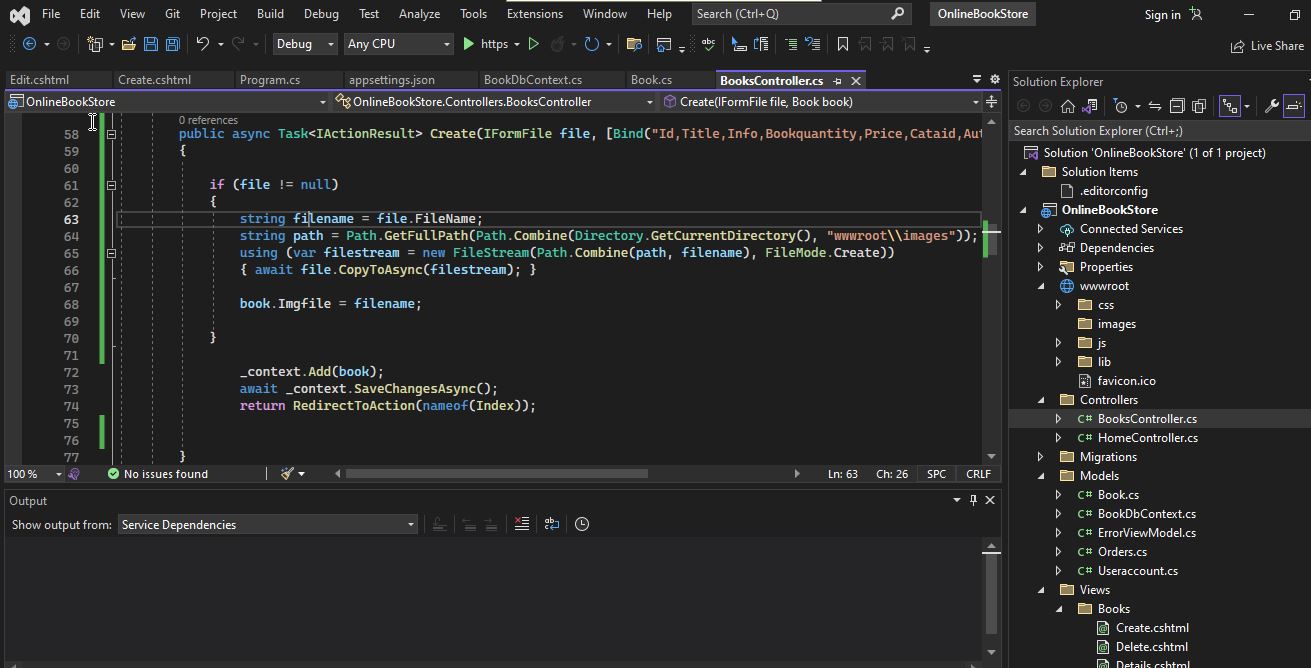 File Edit View Git Project Build Debug Test Analyze Tools Extensions Window Help Search (Ctrl+Q) OnlineBookStore Sign in
Debug Any CPU https Live Share
Edit.cshtml Create.cshtml Program.cs appsettings.json BookDbContext.cs Book.cs BooksController.cs
OnlineBookStore OnlineBookStore.Controllers.BooksController Create(IFormFile file, Book book)
0 references
58 public async Task<IActionResult> Create(IFormFile file, [Bind("Id,Title,Info,Bookquantity,Price,Cataid,Aut
59 {
60
61 if (file != null)
62 {
63 string filename = file.FileName;
64 string path = Path.GetFullPath(Path.Combine(Directory.GetCurrentDirectory(), "wwwroot\\images"));
65 using (var filestream = new FileStream(Path.Combine(path, filename), FileMode.Create))
66 { await file.CopyToAsync(filestream); }
67
68 book.Imgfile = filename;
69
70 }
71
72 _context.Add(book);
73 await _context.SaveChangesAsync();
74 return RedirectToAction(nameof(Index));
75
76
77 }
100 % No issues found Ln: 63 Ch: 26 SPC CRLF
Output
Show output from: Service Dependencies
Solution Explorer
Search Solution Explorer (Ctrl+;)
Solution 'OnlineBookStore' (1 of 1 project)
Solution Items
.editorconfig
OnlineBookStore
Connected Services
Dependencies
Properties
wwwroot
css
images
js
lib
favicon.ico
Controllers
C# BooksController.cs
C# HomeController.cs
Migrations
Models
C# Book.cs
C# BookDbContext.cs
C# ErrorViewModel.cs
C# Orders.cs
C# Useraccount.cs
Views
Books
Create.cshtml
Delete.cshtml
Details.cshtml